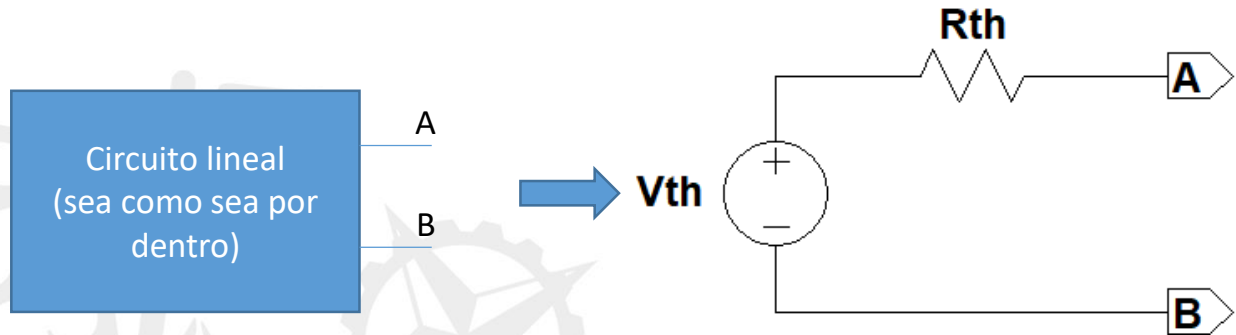 Circuito lineal
(sea como sea por
dentro)
A
B
Rth
Vth
A
B